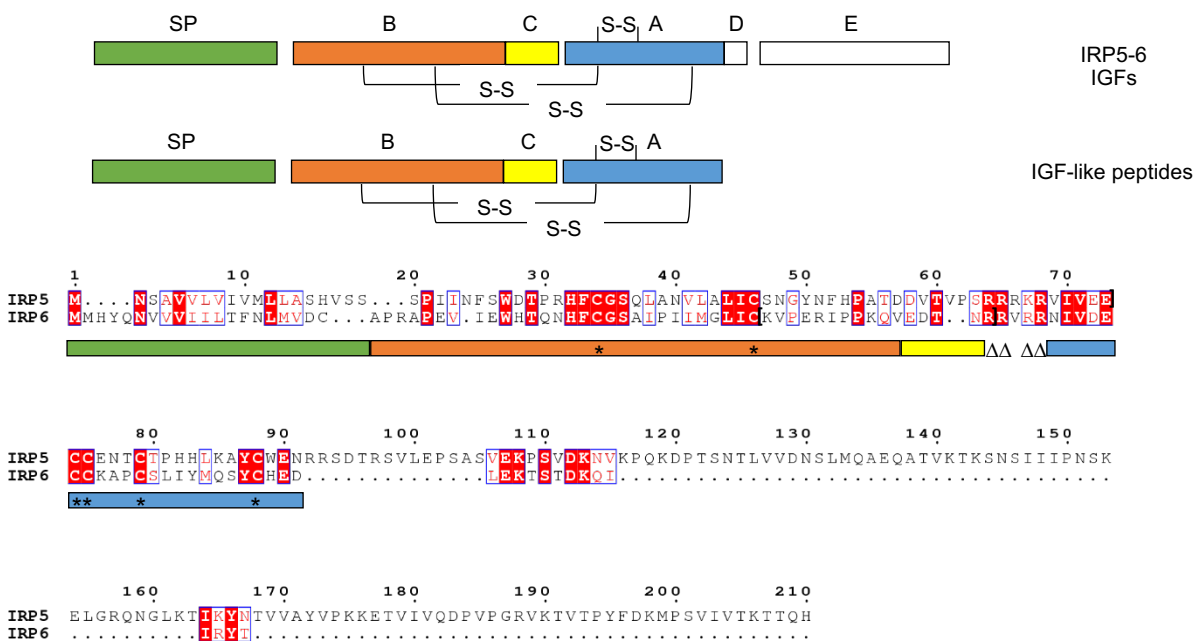 SP B C S-S A D E
IRP5-6
IGFs
S-S
S-S
SP B C S-S A
IGF-like peptides
S-S
S-S
1 10 20 30 40 50 60 70
IRP5 M....NSAVVLVIVMLLASHVSS...SPIINFSWDTPRHFCGSQLANVLALICSNGYNFHPATDDVTVPSRRRKRVIVEE
IRP6 MMHYQNVVVIILTFNLMVDC...APRAPEV.IEWHTQNHFCGSAIPIIMGLICKVPERIPPKQVEDT..NRRVRRNIVDE
* * ΔΔ ΔΔ
80 90 100 110 120 130 140 150
IRP5 CCENTCTPHHLKAYCWENRRSDTRSVLEPSASVEKPSVDKNVKPQKDPTSNTLVVDNSLMQAEQATVKTKSNSIIIPNSK
IRP6 CCKAPCSLIYMQSYCHED..............LEKTSTDKQI......................................
** * *
160 170 180 190 200 210
IRP5 ELGRQNGLKTIKYNTVVAYVPKKETVIVQDPVPGRVKTVTPYFDKMPSVIVTKTTQH
IRP6 ..........IRYT...........................................